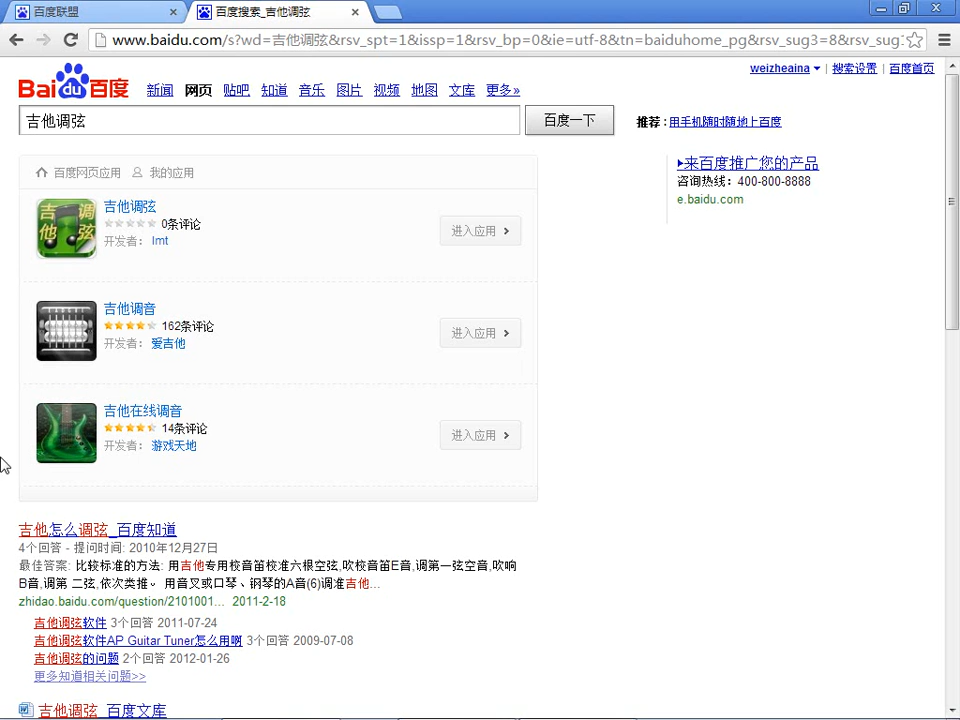 百度联盟
百度搜索_吉他调弦
www.baidu.com/s?wd=吉他调弦&rsv_spt=1&issp=1&rsv_bp=0&ie=utf-8&tn=baiduhome_pg&rsv_sug3=8&rsv_sug
weizheaina | 搜索设置 | 百度首页
Bai du 百度 新闻 网页 贴吧 知道 音乐 图片 视频 地图 文库 更多»
吉他调弦 百度一下 推荐 : 用手机随时随地上百度
百度网页应用 我的应用
来百度推广您的产品
咨询热线：400-800-8888
e.baidu.com
吉他调弦
吉他调弦
0条评论
开发者： lmt
进入应用
吉他调音
162条评论
开发者： 爱吉他
进入应用
吉他在线调音
14条评论
开发者： 游戏天地
进入应用
吉他怎么调弦_百度知道
4个回答 - 提问时间: 2010年12月27日
最佳答案: 比较标准的方法: 用吉他专用校音笛校准六根空弦,吹校音笛E音,调第一弦空音,吹响
B音,调第 二弦,依次类推。 用音叉或口琴、钢琴的A音(6)调准吉他...
zhidao.baidu.com/question/2101001... 2011-2-18
吉他调弦软件 3个回答 2011-07-24
吉他调弦软件AP Guitar Tuner怎么用啊 3个回答 2009-07-08
吉他调弦的问题 2个回答 2012-01-26
更多知道相关问题>>
吉他调弦_百度文库